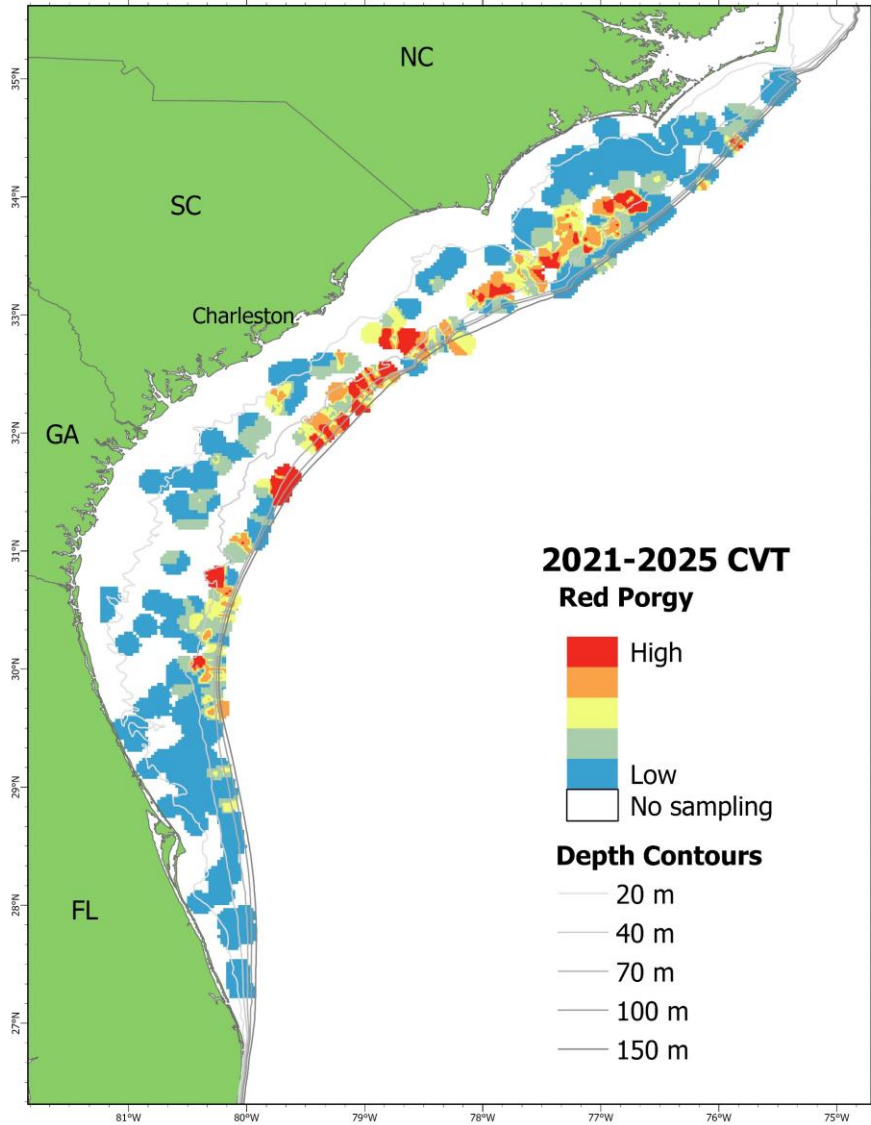 NC
SC
Charleston
GA
FL
35°N
34°N
33°N
32°N
31°N
30°N
29°N
28°N
27°N
81°W
80°W
79°W
78°W
77°W
76°W
75°W
2021-2025 CVT
Red Porgy
High
Low
No sampling
Depth Contours
20 m
40 m
70 m
100 m
150 m